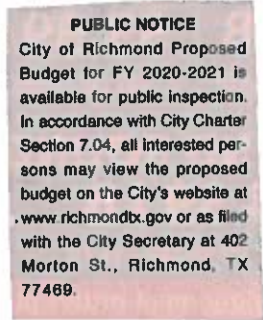 PUBLIC NOTICE
City of Richmond Proposed
Budget for FY 2020-2021 is
available for public inspection.
In accordance with City Charter
Section 7.04, all interested per-
sons may view the proposed
budget on the City's website at
www.richmondtx.gov or as filed
with the City Secretary at 402
Morton St., Richmond, TX
77469.